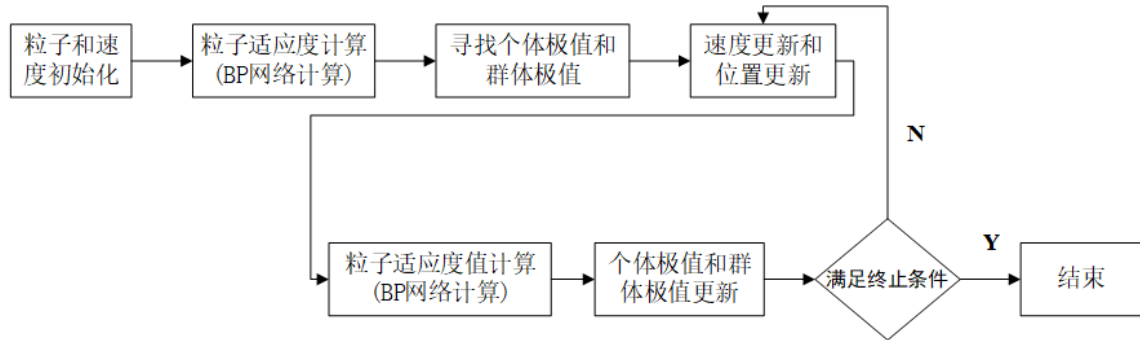 粒子和速
度初始化
粒子适应度计算
(BP网络计算)
寻找个体极值和
群体极值
速度更新和
位置更新
N
粒子适应度值计算
(BP网络计算)
个体极值和群
体极值更新
满足终止条件
Y
结束